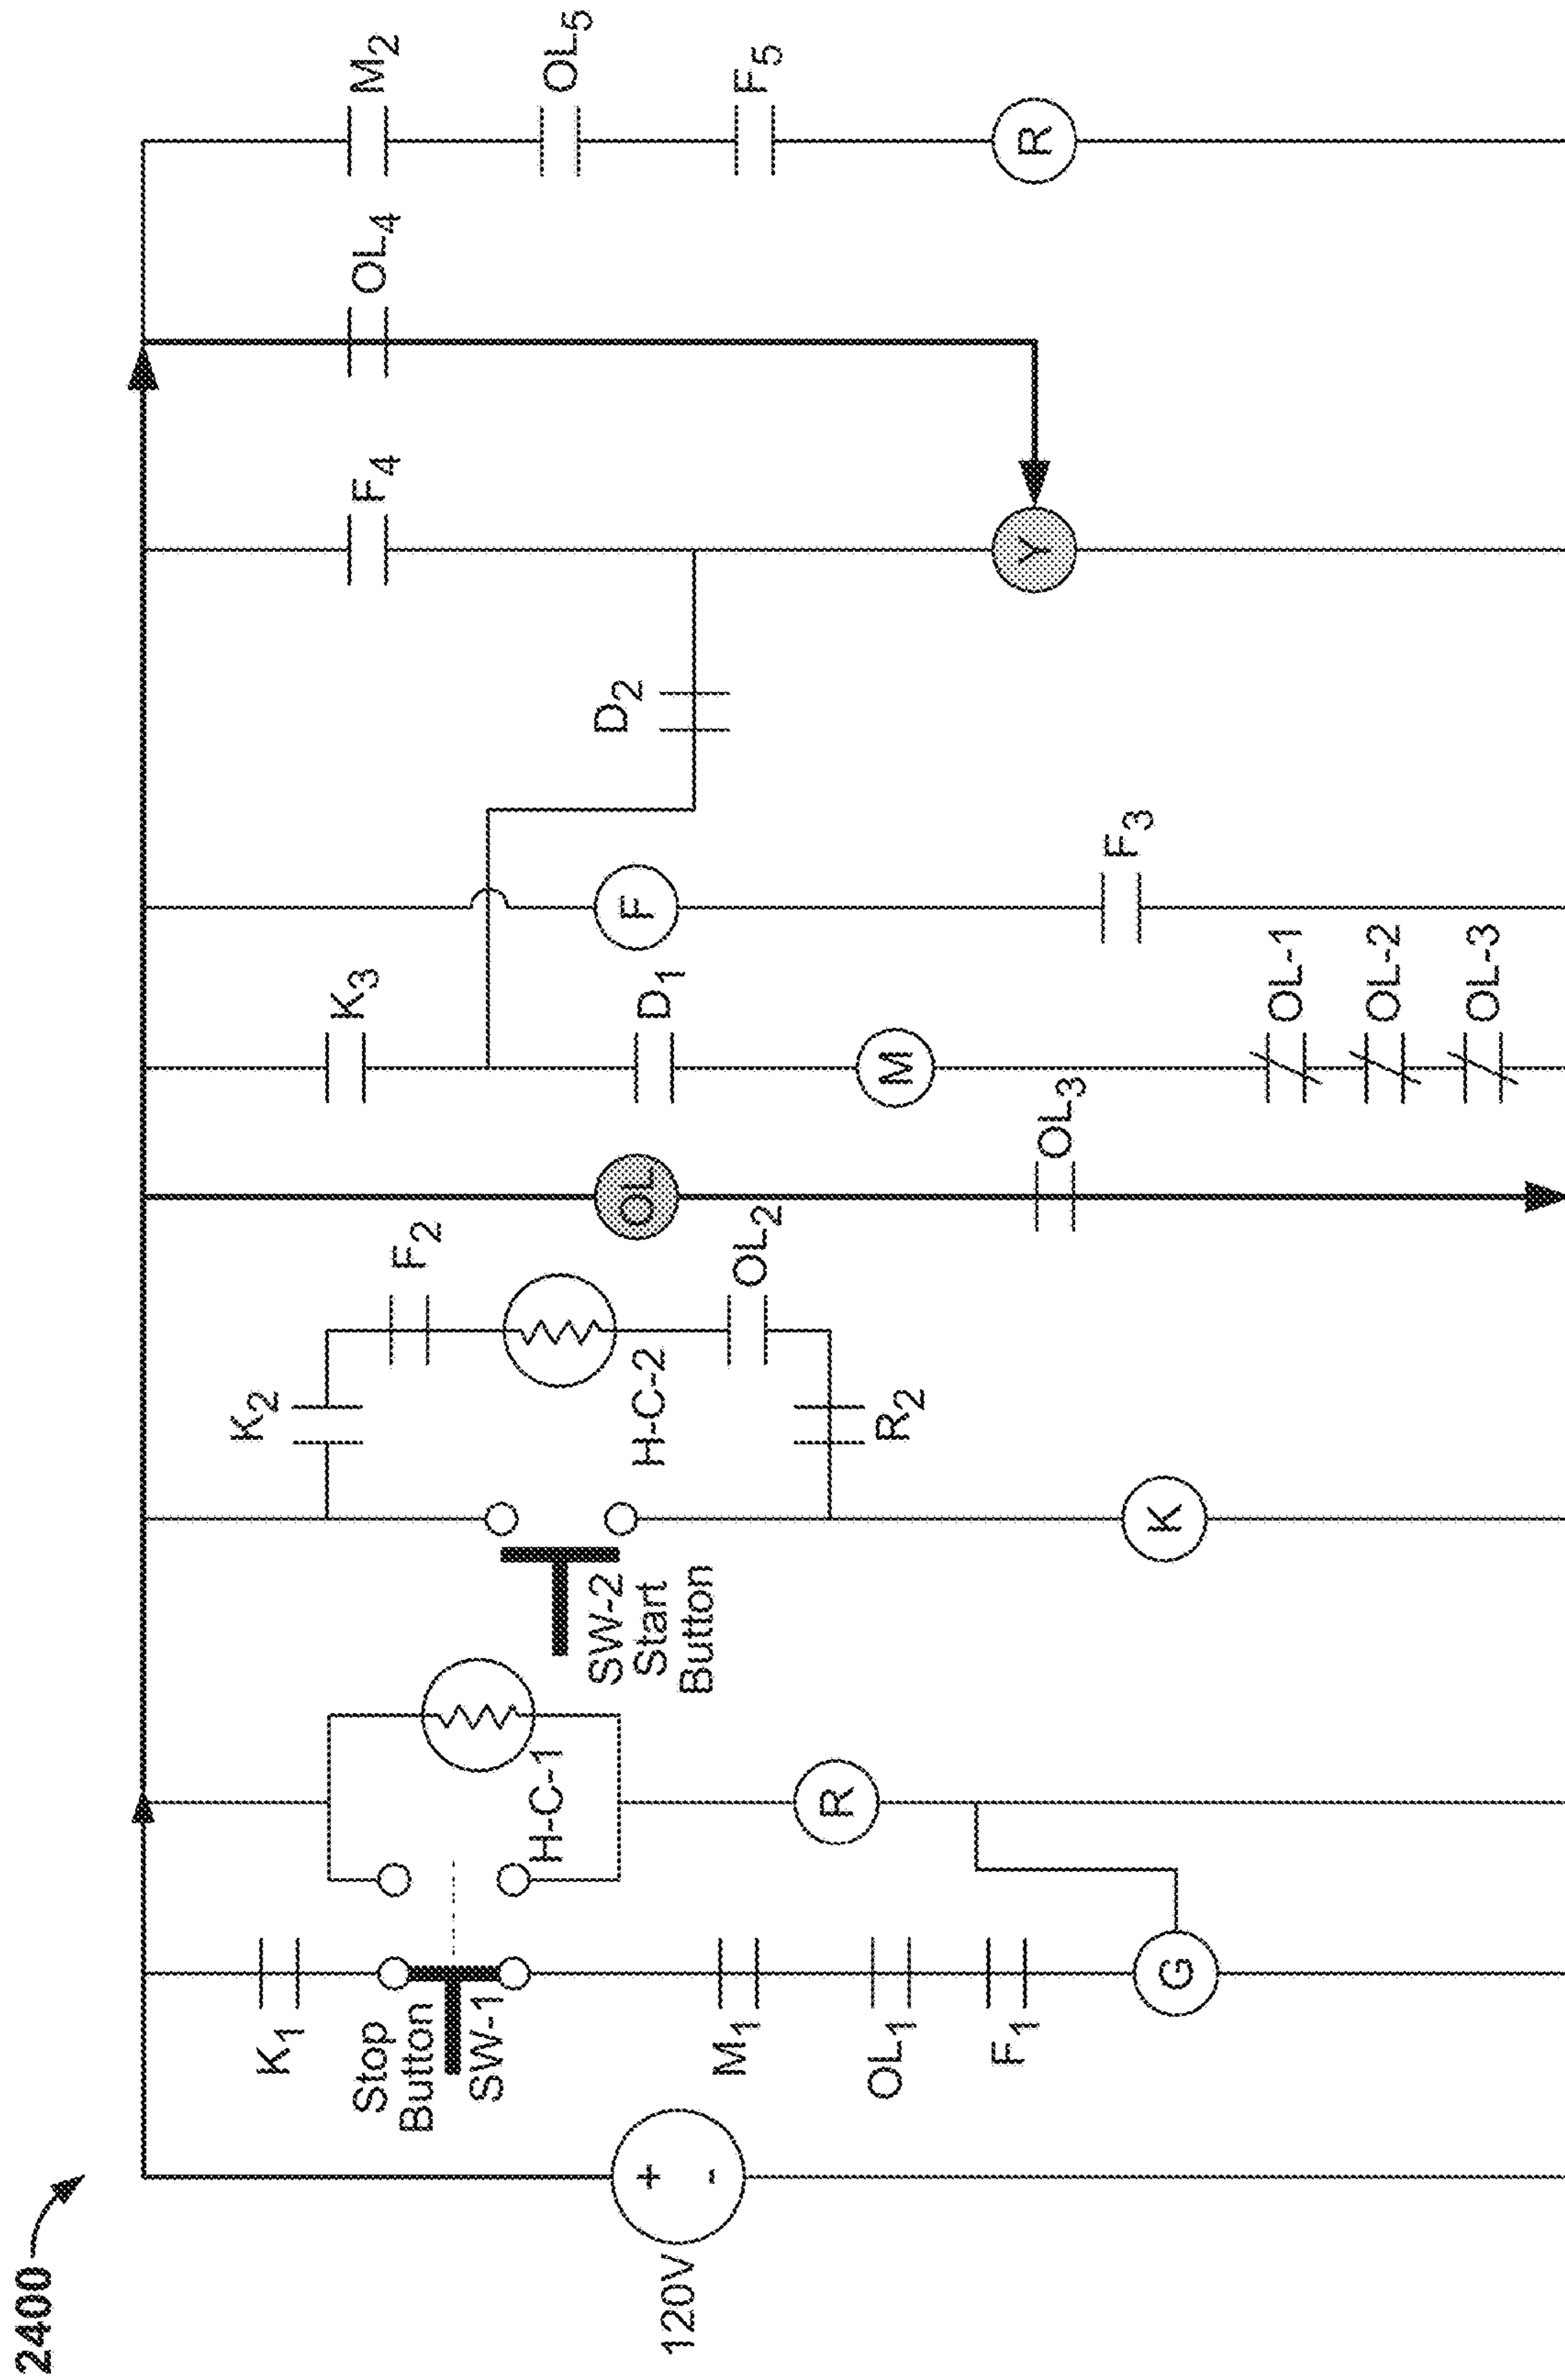 2400
120V
+
-
K1
Stop
Button
SW-1
M1
OL1
F1
G
H-C-1
R
SW-2
Start
Button
K2
F2
H-C-2
OL2
R2
K
OL
OL3
K3
D1
M
OL-1
OL-2
OL-3
F
F3
D2
F4
Y
OL4
M2
OL5
F5
R